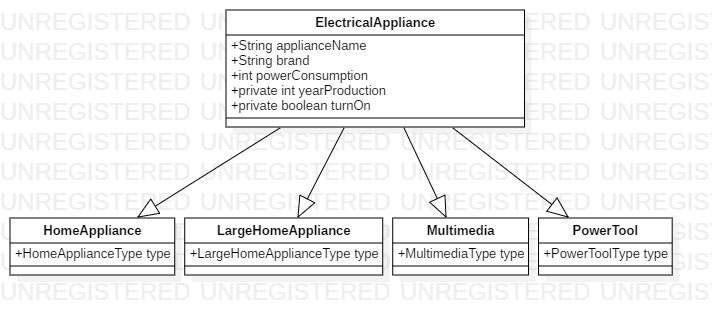 ElectricalAppliance
+String applianceName
+String brand
+int powerConsumption
+private int yearProduction
+private boolean turnOn
HomeAppliance
+HomeApplianceType type
LargeHomeAppliance
+LargeHomeApplianceType type
Multimedia
+MultimediaType type
PowerTool
+PowerToolType type
UNREGISTERED UNREGISTERED UNREGISTERED UNREGISTERED